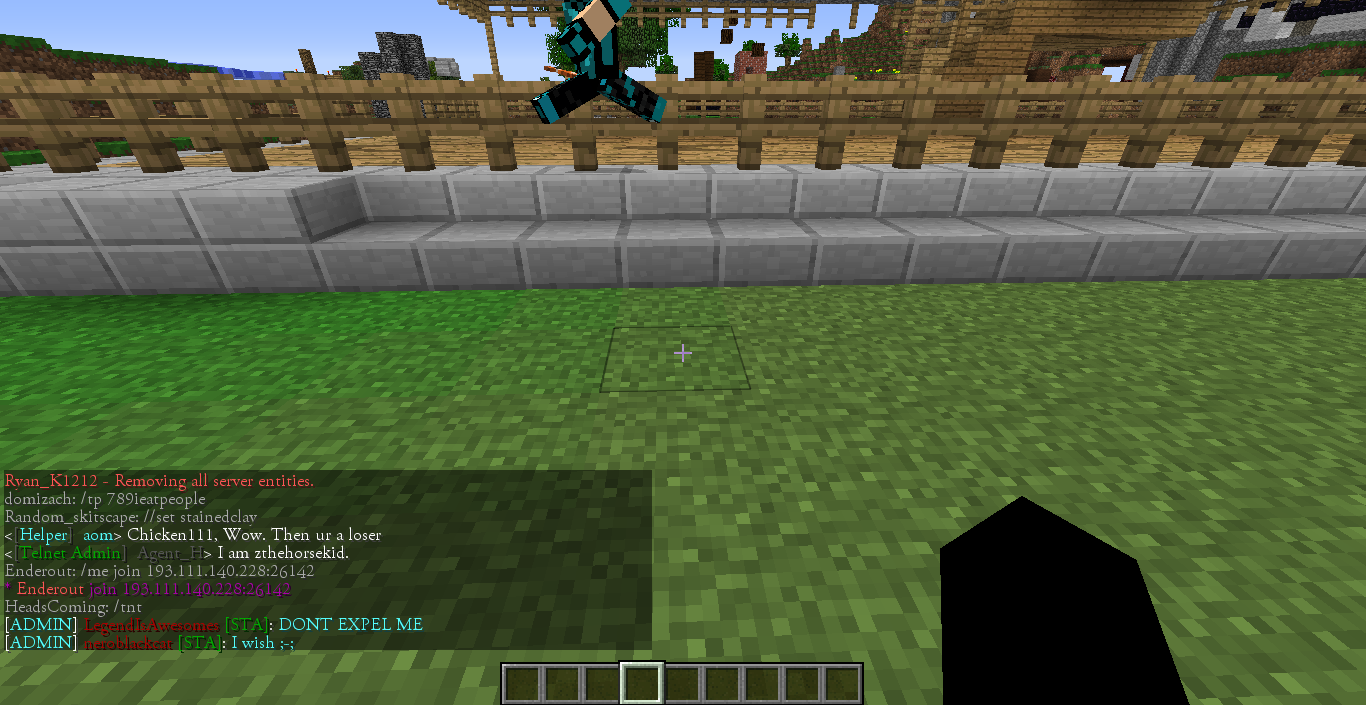 Ryan_K1212 - Removing all server entities.
domizach: /tp 789ieatpeople
Random_skitscape: //set stainedclay
<[Helper] aom> Chicken111, Wow. Then ur a loser
<[Telnet Admin] Agent_H> I am zthehorsekid.
Enderout: /me join 193.111.140.228:26142
* Enderout join 193.111.140.228:26142
HeadsComing: /tnt
[ADMIN] LegendIsAwesomes [STA]: DONT EXPEL ME
[ADMIN] neroblackcat [STA]: I wish ;-;